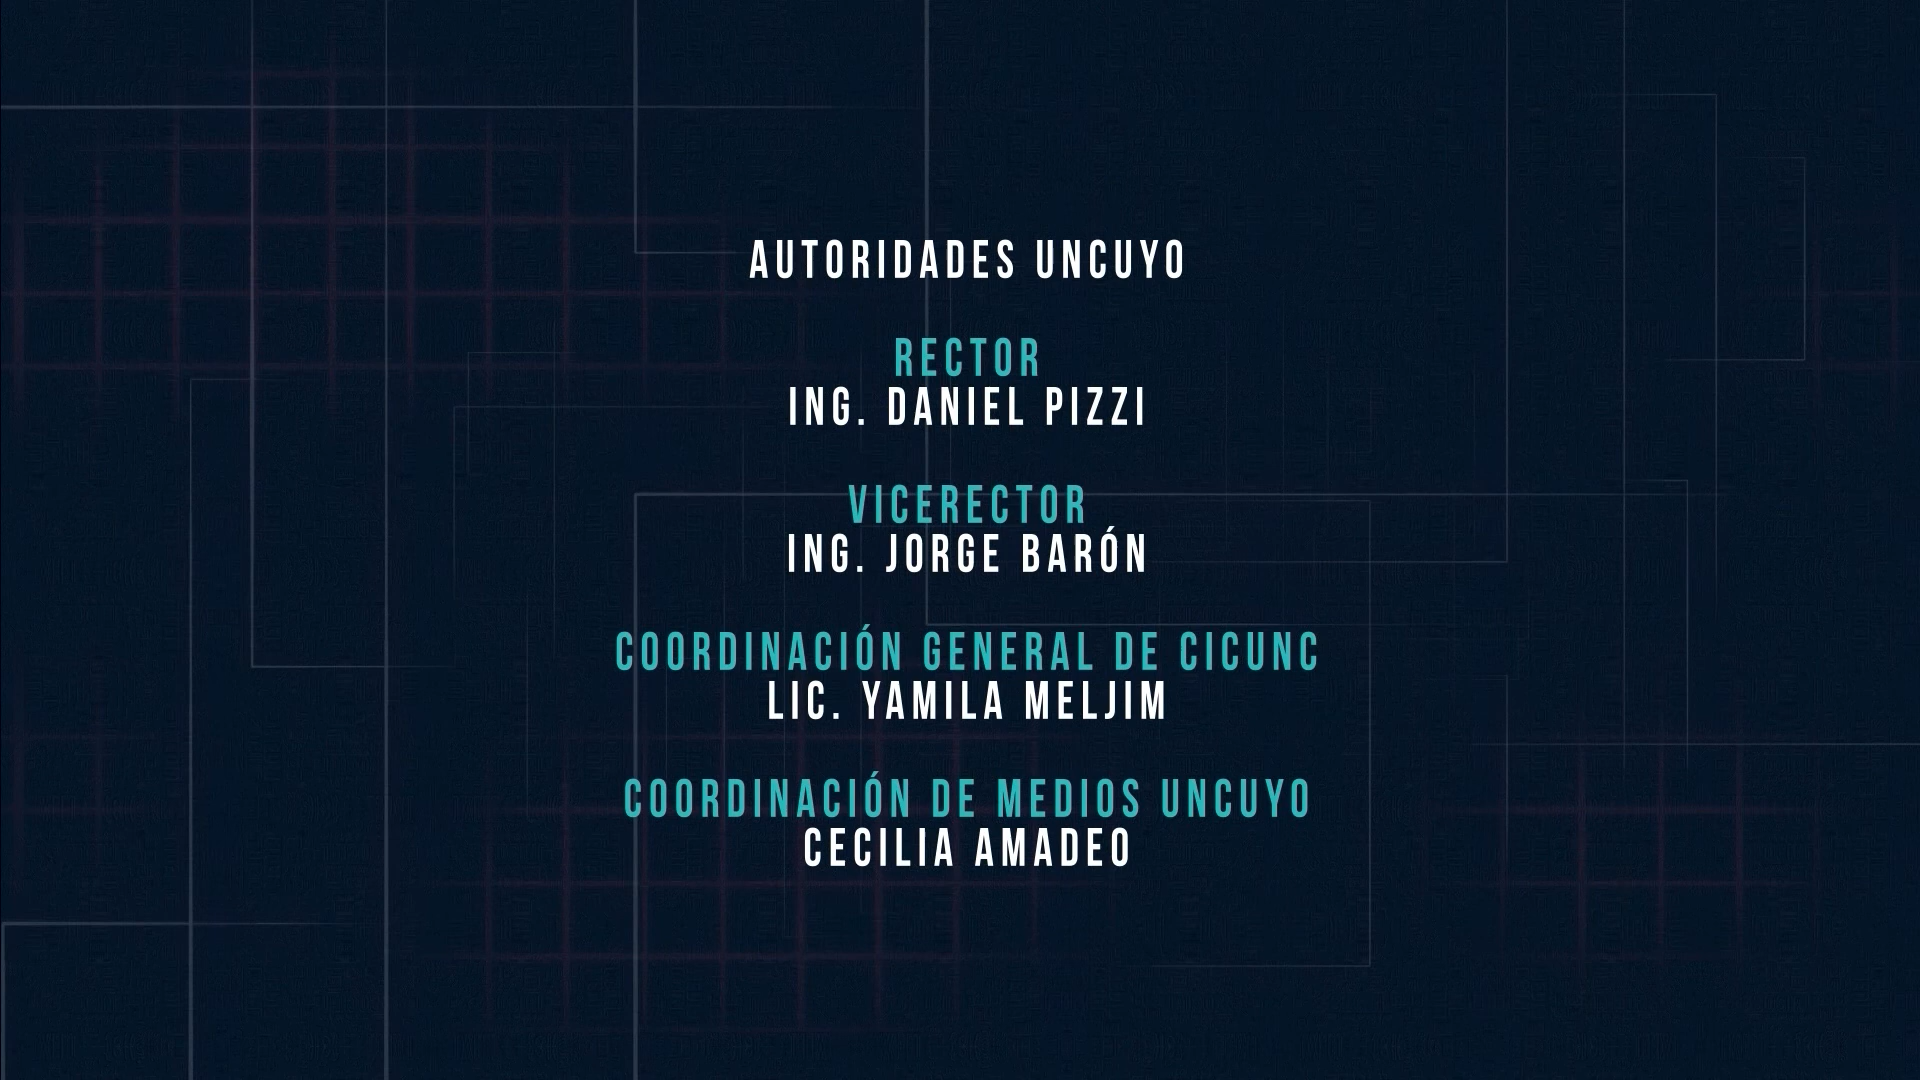 AUTORIDADES UNCUYO
RECTOR
ING. DANIEL PIZZI
VICERECTOR
ING. JORGE BARÓN
COORDINACIÓN GENERAL DE CICUNC
LIC. YAMILA MELJIM
COORDINACIÓN DE MEDIOS UNCUYO
CECILIA AMADEO